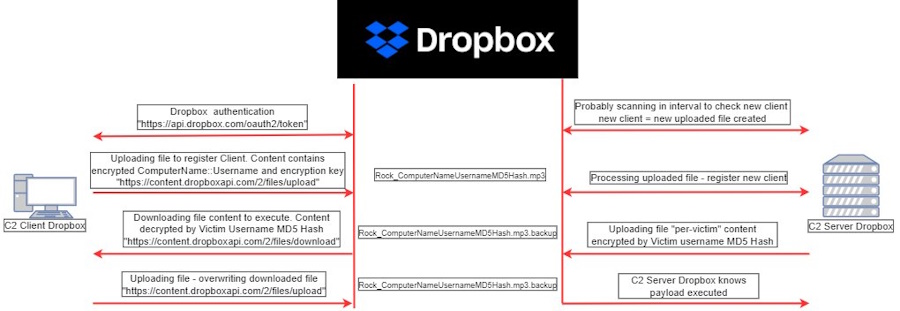 Dropbox
Dropbox authentication
"https://api.dropbox.com/oauth2/token"
Probably scanning in interval to check new client
new client = new uploaded file created
Uploading file to register Client. Content contains
encrypted ComputerName::Username and encryption key
"https://content.dropboxapi.com/2/files/upload"
Rock_ComputerNameUsernameMD5Hash.mp3
Processing uploaded file - register new client
C2 Client Dropbox
C2 Server Dropbox
Downloading file content to execute. Content
decrypted by Victim Username MD5 Hash
"https://content.dropboxapi.com/2/files/download"
Rock_ComputerNameUsernameMD5Hash.mp3.backup
Uploading file "per-victim" content
encrypted by Victim username MD5 Hash
Uploading file - overwriting downloaded file
"https://content.dropboxapi.com/2/files/upload"
Rock_ComputerNameUsernameMD5Hash.mp3.backup
C2 Server Dropbox knows
payload executed